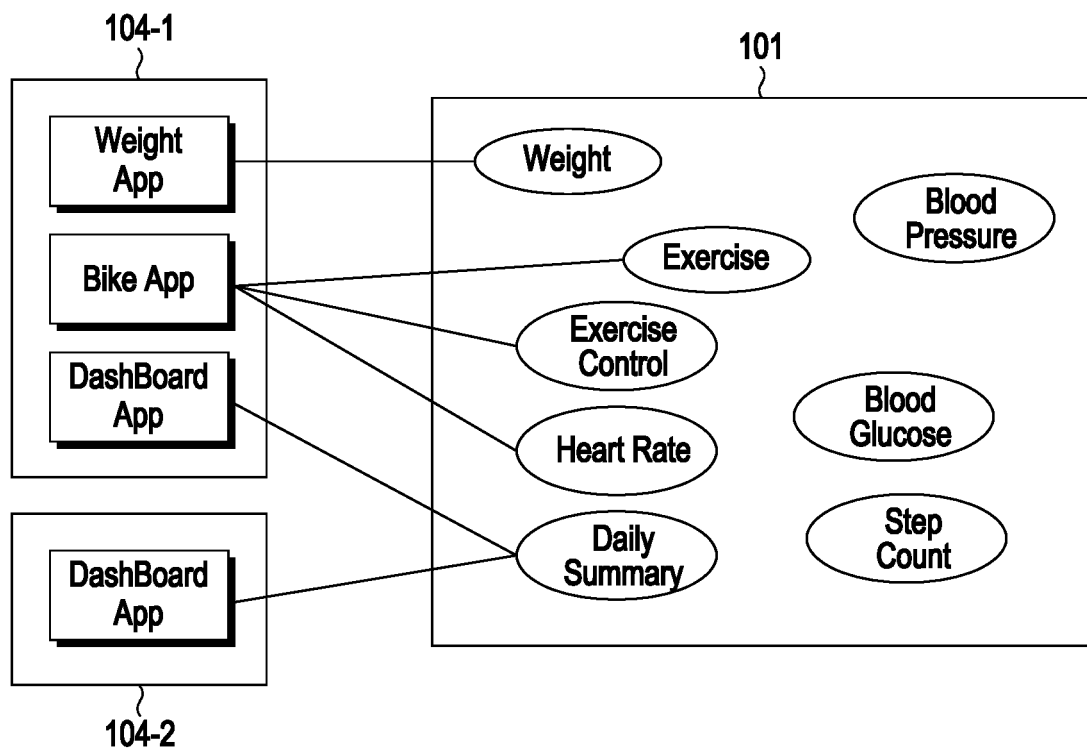 104-1
101
Weight
App
Bike App
DashBoard
App
DashBoard
App
104-2
Weight
Blood
Pressure
Exercise
Exercise
Control
Blood
Glucose
Heart Rate
Step
Count
Daily
Summary